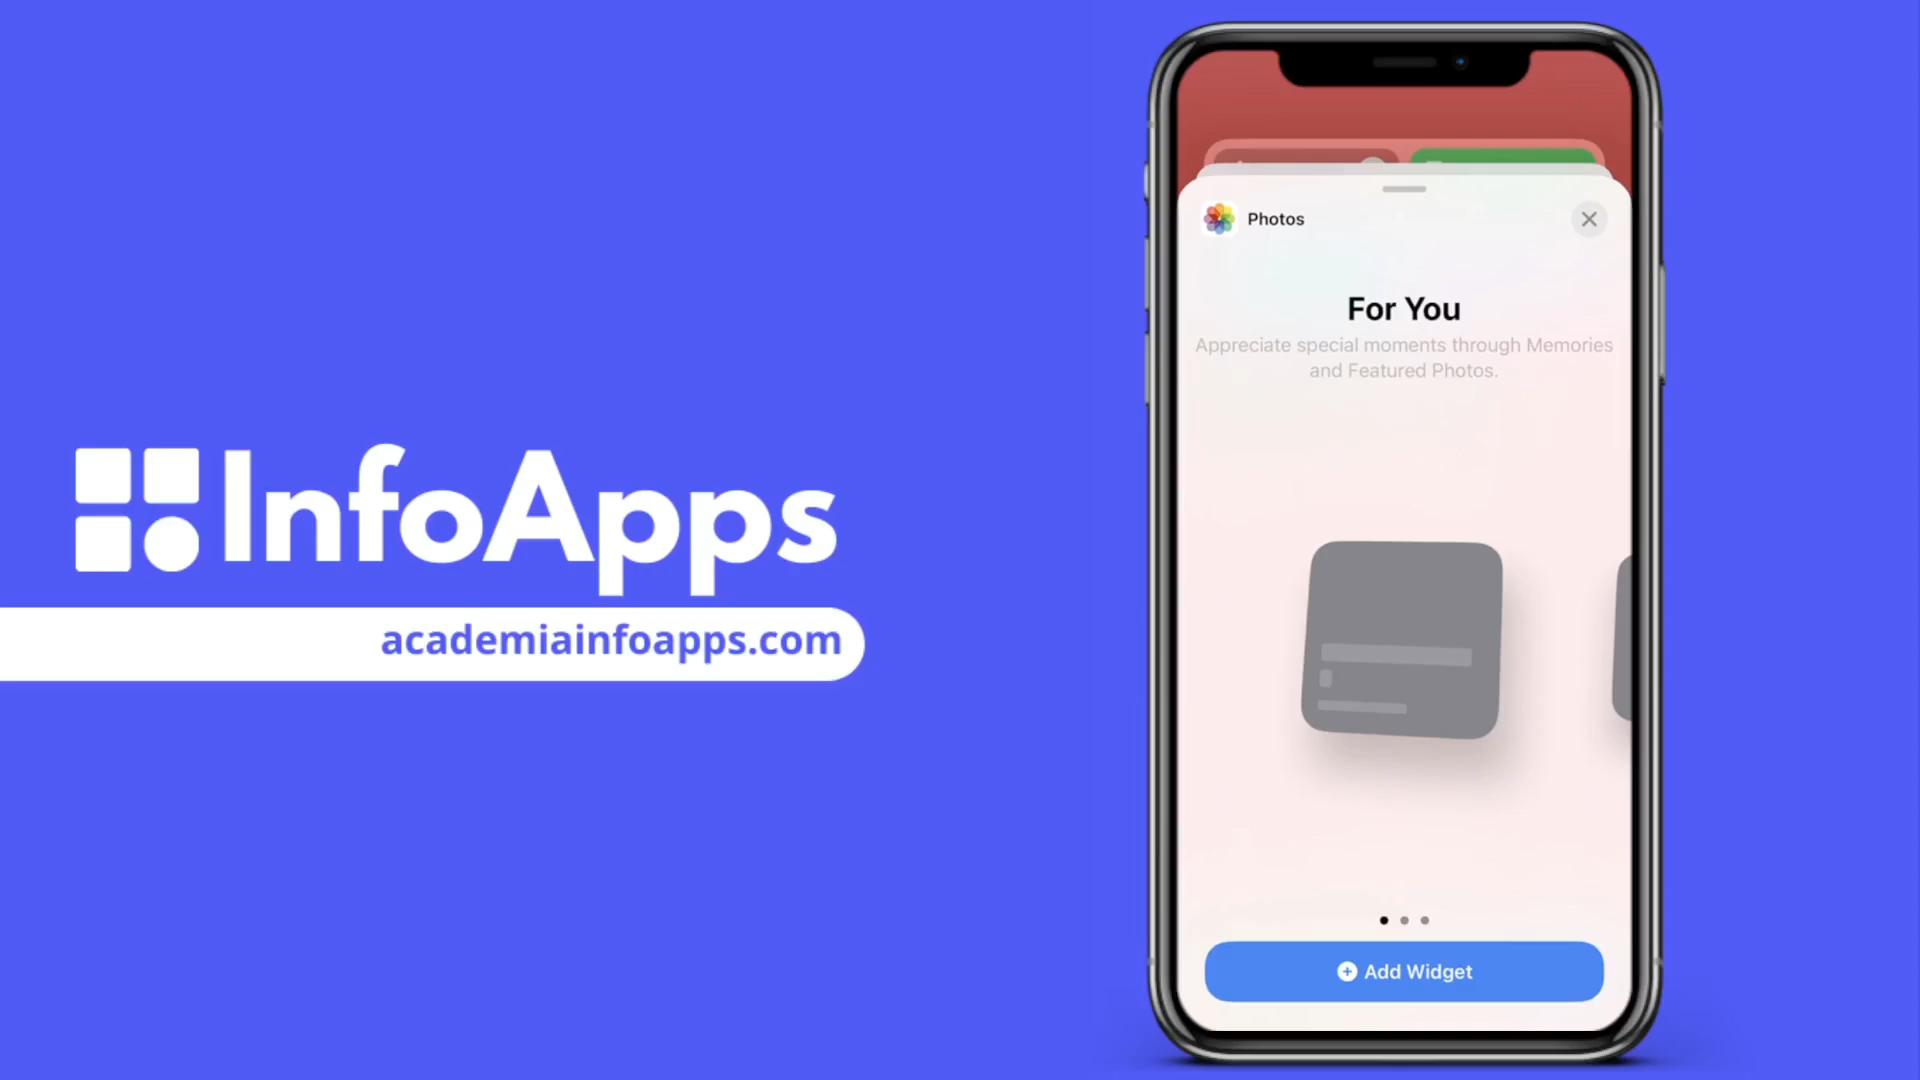 InfoApps
academiainfoapps.com
Photos
For You
Appreciate special moments through Memories
and Featured Photos.
Add Widget